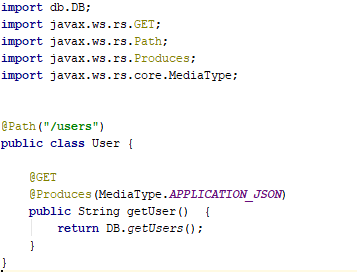 import db.DB;
import javax.ws.rs.GET;
import javax.ws.rs.Path;
import javax.ws.rs.Produces;
import javax.ws.rs.core.MediaType;
@Path("/users")
public class User {
@GET
@Produces(MediaType.APPLICATION_JSON)
public String getUser()  {
return DB.getUsers();
}
}